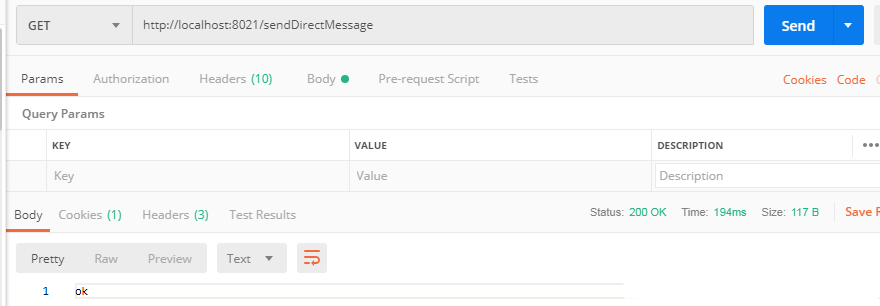 GET http://localhost:8021/sendDirectMessage Send
Params Authorization Headers (10) Body Pre-request Script Tests Cookies Code
Query Params
KEY VALUE DESCRIPTION
Key Value Description
Body Cookies (1) Headers (3) Test Results Status: 200 OK Time: 194ms Size: 117 B Save
Pretty Raw Preview Text
1 ok